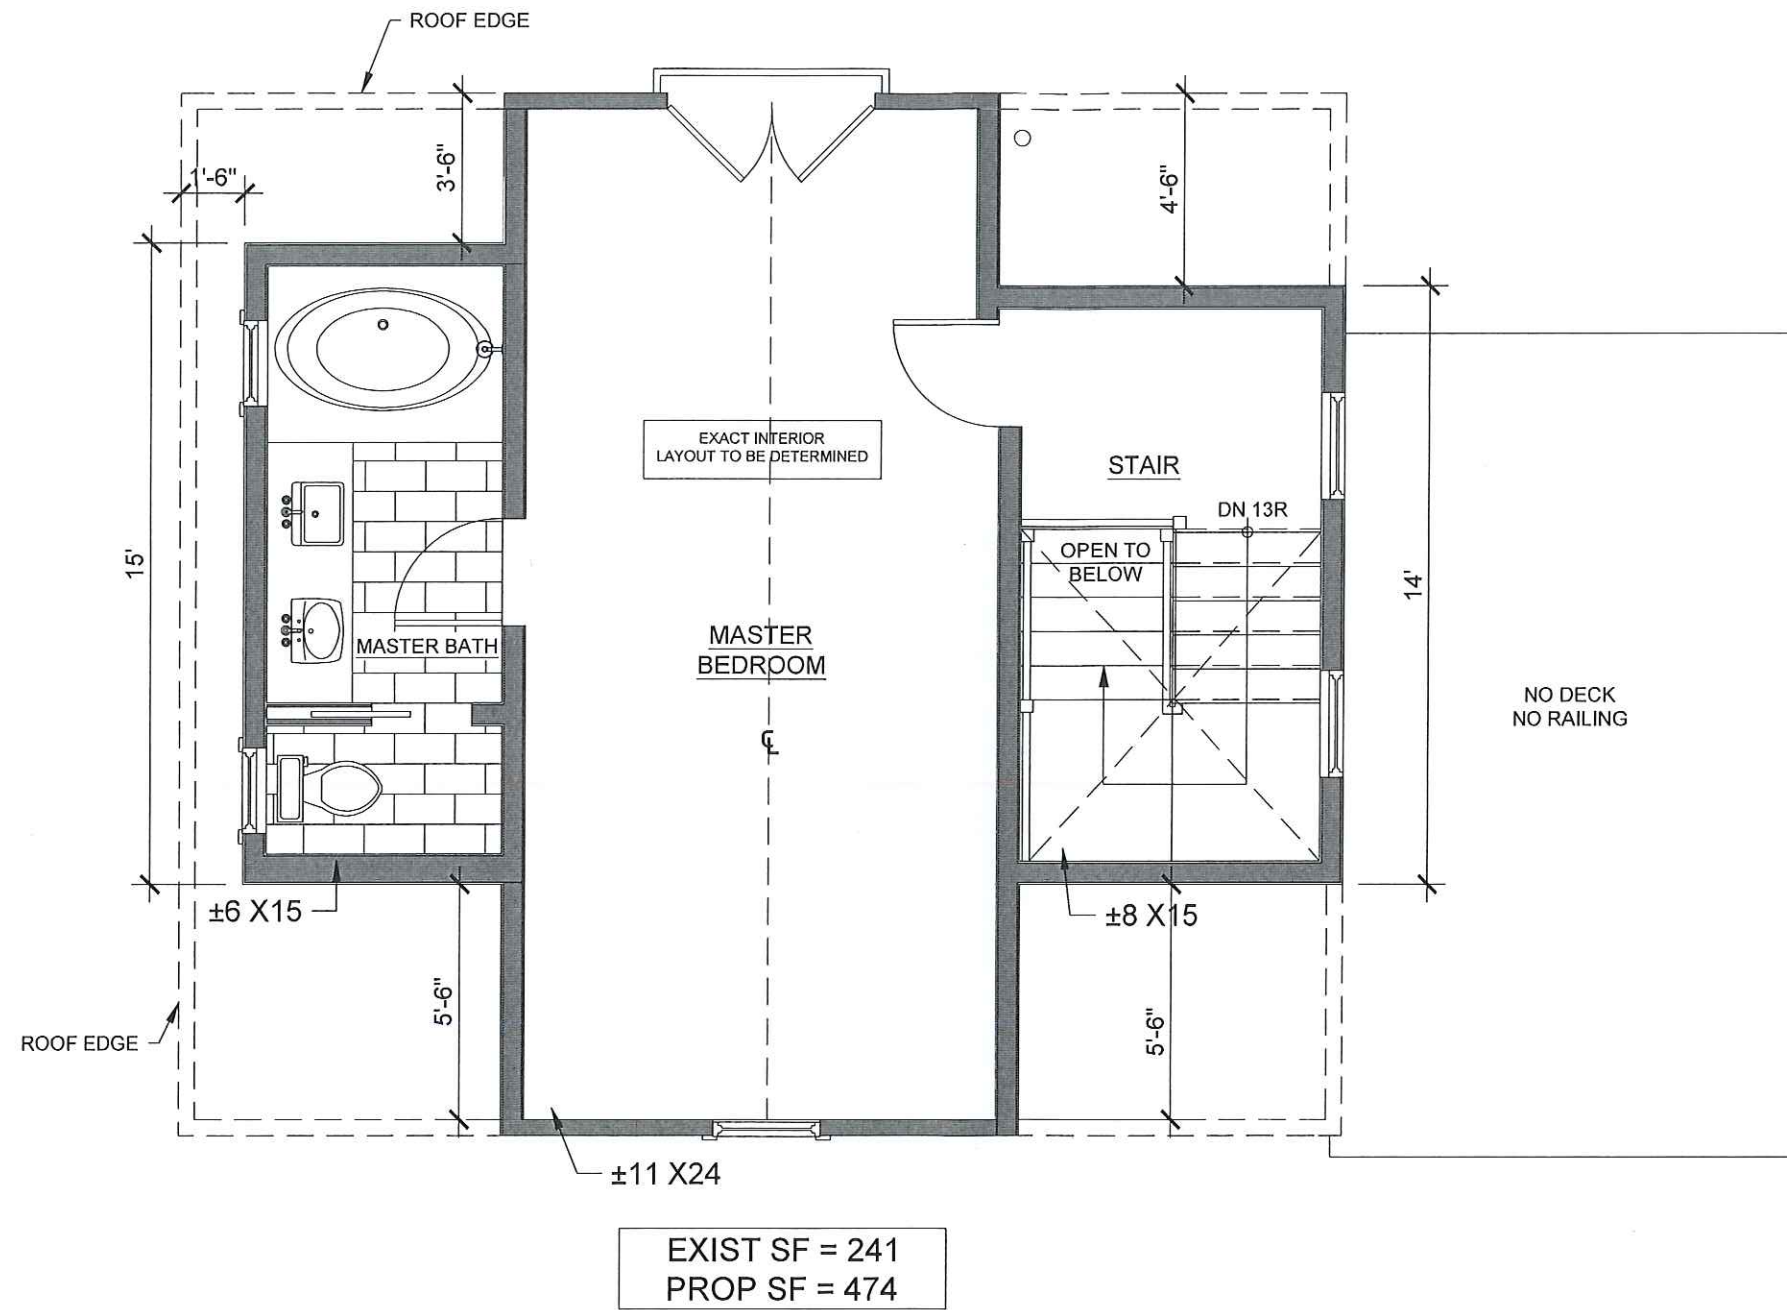 ROOF EDGE
1'-6"
3'-6"
4'-6"
EXACT INTERIOR
LAYOUT TO BE DETERMINED
STAIR
DN 13R
OPEN TO
BELOW
15'
14'
MASTER BATH
MASTER
BEDROOM
NO DECK
NO RAILING
℄
±6 X15
±8 X15
5'-6"
5'-6"
ROOF EDGE
±11 X24
EXIST SF = 241
PROP SF = 474